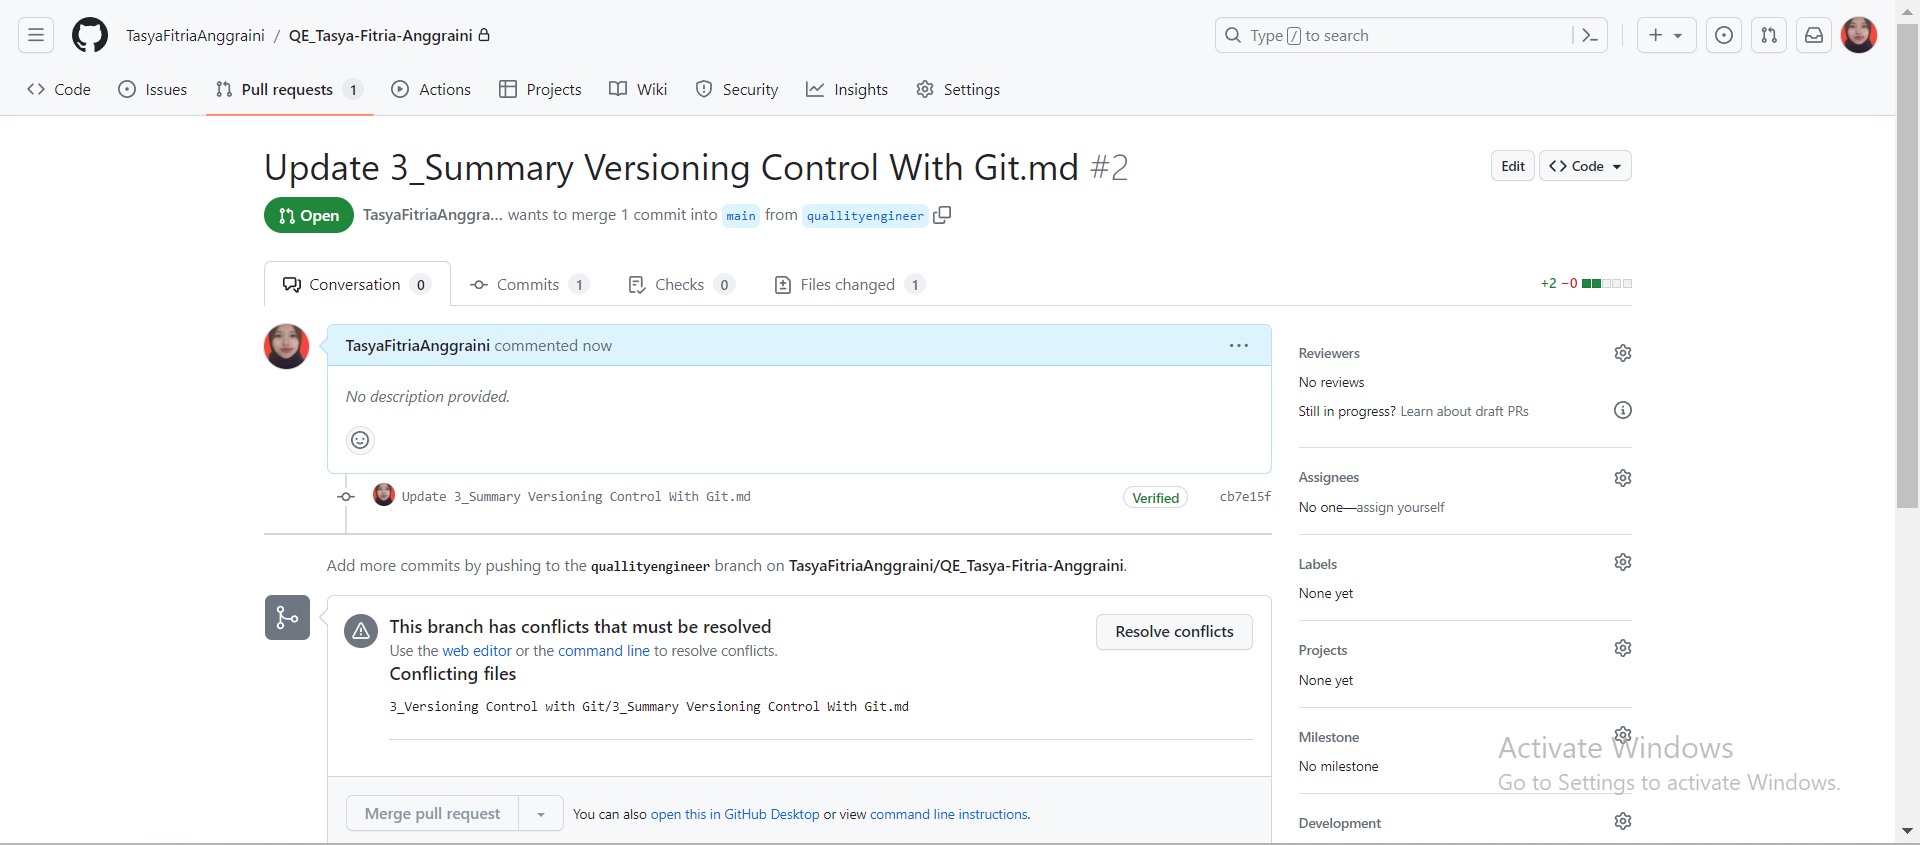 TasyaFitriaAnggraini / QE_Tasya-Fitria-Anggraini
Type / to search
Code
Issues
Pull requests 1
Actions
Projects
Wiki
Security
Insights
Settings
Update 3_Summary Versioning Control With Git.md #2
Edit
Code
Open
TasyaFitriaAnggra... wants to merge 1 commit into main from quallityengineer
Conversation 0
Commits 1
Checks 0
Files changed 1
+2 −0
TasyaFitriaAnggraini commented now
No description provided.
Update 3_Summary Versioning Control With Git.md
Verified
cb7e15f
Add more commits by pushing to the quallityengineer branch on TasyaFitriaAnggraini/QE_Tasya-Fitria-Anggraini.
This branch has conflicts that must be resolved
Use the web editor or the command line to resolve conflicts.
Resolve conflicts
Conflicting files
3_Versioning Control with Git/3_Summary Versioning Control With Git.md
Merge pull request
You can also open this in GitHub Desktop or view command line instructions.
Reviewers
No reviews
Still in progress? Learn about draft PRs
Assignees
No one—assign yourself
Labels
None yet
Projects
None yet
Milestone
No milestone
Development
Activate Windows
Go to Settings to activate Windows.